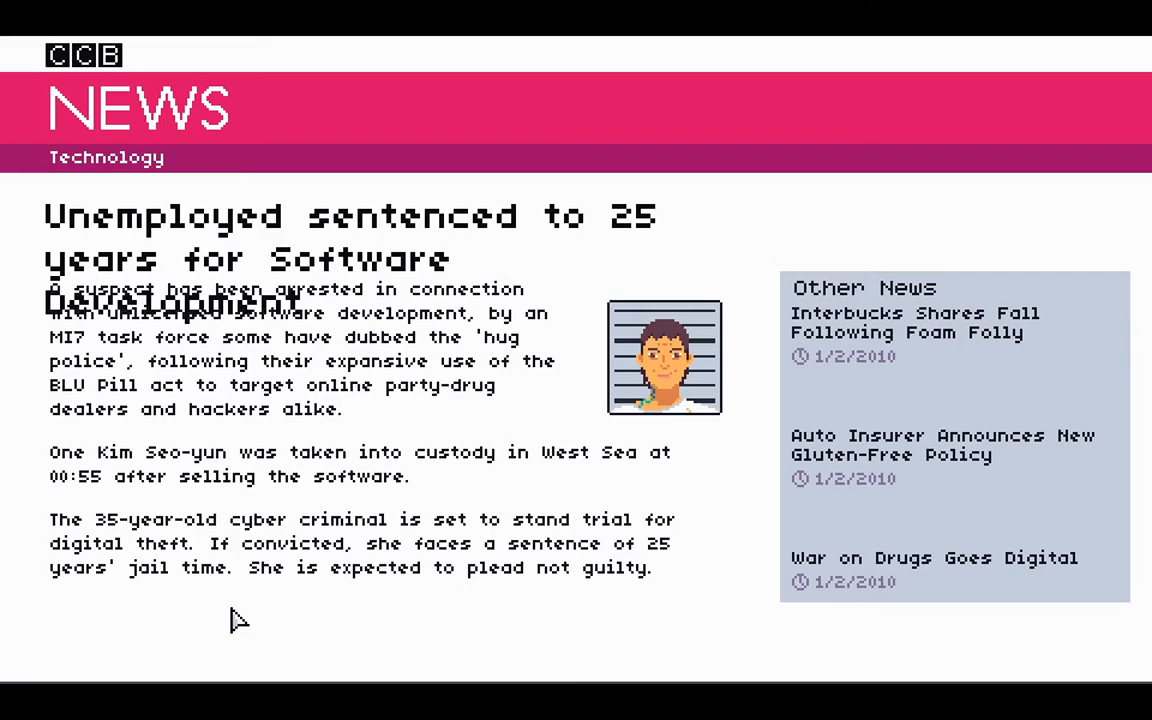 CCB
NEWS
Technology
Unemployed sentenced to 25
years for Software
Development
A suspect has been arrested in connection
with unlicensed software development, by an
MI7 task force some have dubbed the 'hug
police', following their expansive use of the
BLU Pill act to target online party-drug
dealers and hackers alike.
One Kim Seo-yun was taken into custody in West Sea at
00:55 after selling the software.
The 35-year-old cyber criminal is set to stand trial for
digital theft. If convicted, she faces a sentence of 25
years' jail time. She is expected to plead not guilty.
Other News
Interbucks Shares Fall
Following Foam Folly
1/2/2010
Auto Insurer Announces New
Gluten-Free Policy
1/2/2010
War on Drugs Goes Digital
1/2/2010